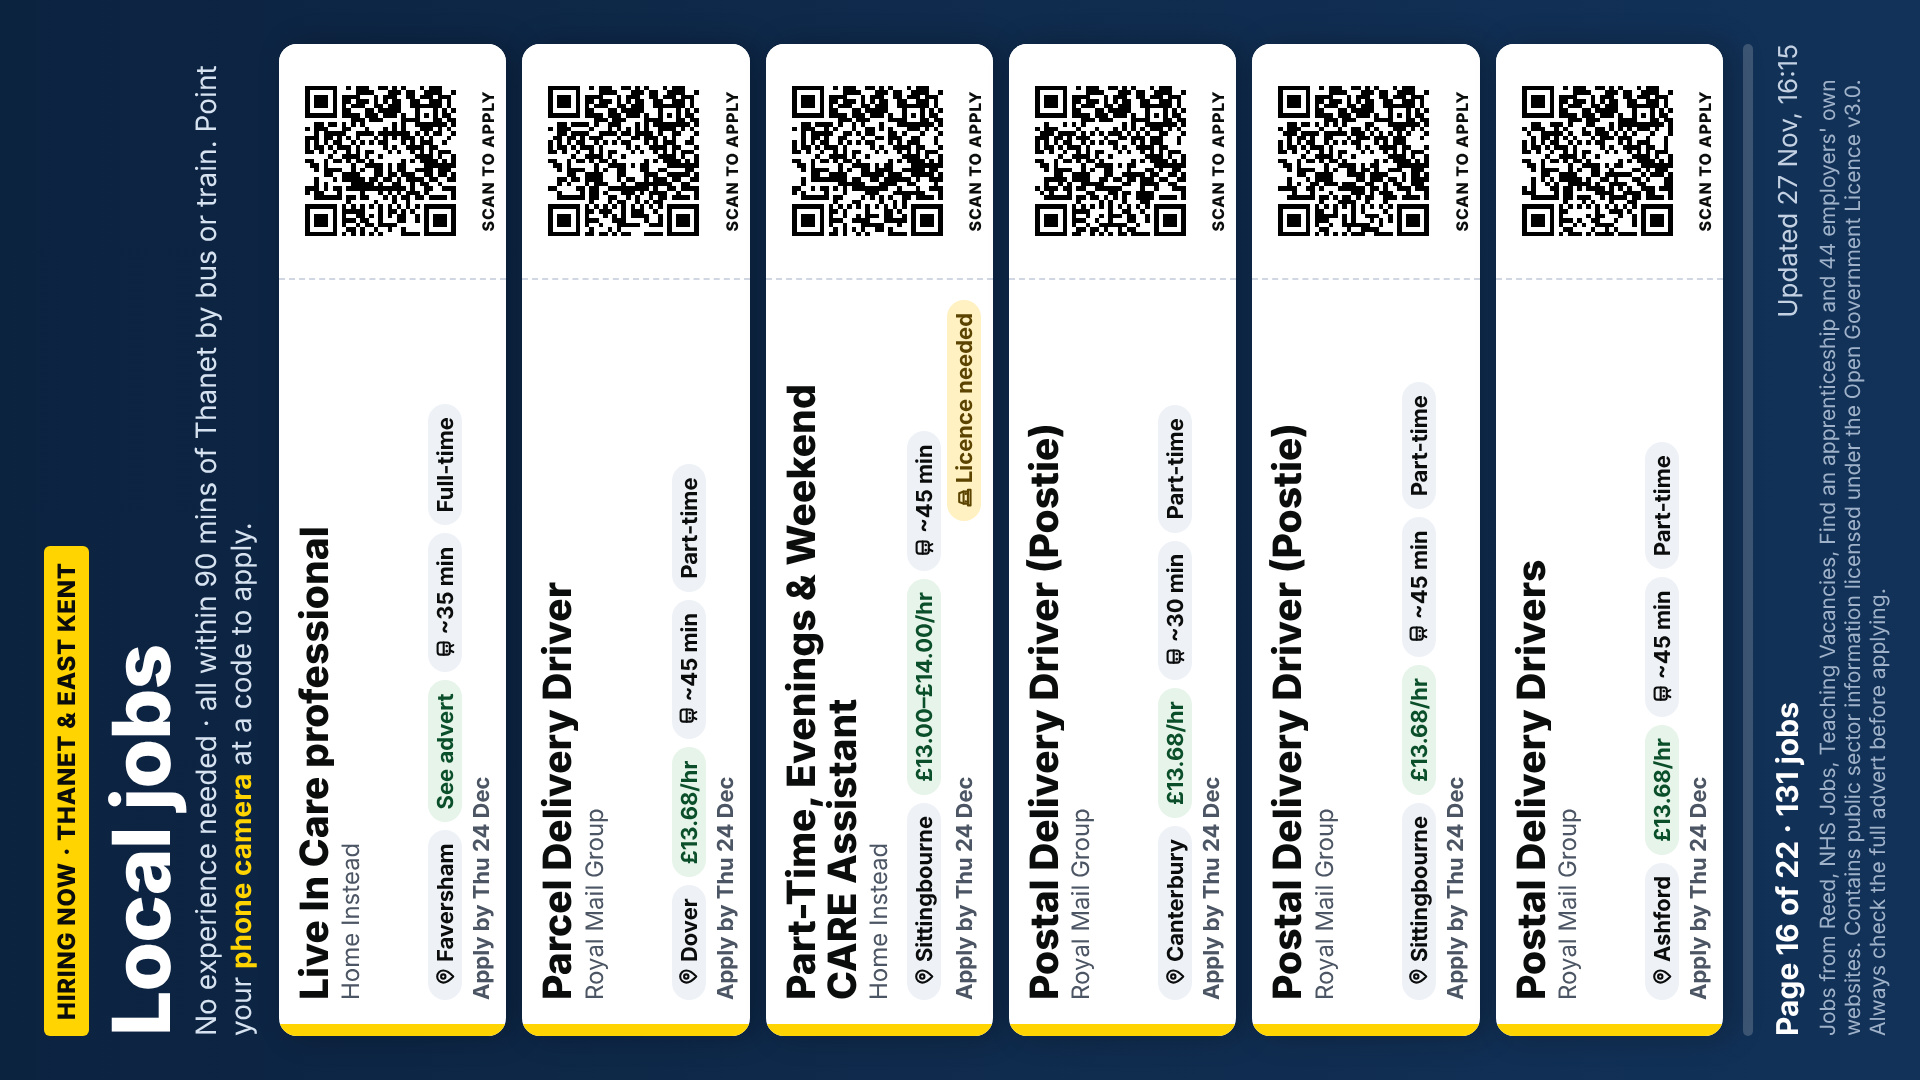 HIRING NOW · THANET & EAST KENT
Local jobs
No experience needed · all within 90 mins of Thanet by bus or train. Point
your phone camera at a code to apply.
Live In Care professional
Home Instead
Faversham
See advert
~35 min
Full-time
Apply by Thu 24 Dec
SCAN TO APPLY
Parcel Delivery Driver
Royal Mail Group
Dover
£13.68/hr
~45 min
Part-time
Apply by Thu 24 Dec
SCAN TO APPLY
Part-Time, Evenings & Weekend
CARE Assistant
Home Instead
Sittingbourne
£13.00–£14.00/hr
~45 min
Licence needed
Apply by Thu 24 Dec
SCAN TO APPLY
Postal Delivery Driver (Postie)
Royal Mail Group
Canterbury
£13.68/hr
~30 min
Part-time
Apply by Thu 24 Dec
SCAN TO APPLY
Postal Delivery Driver (Postie)
Royal Mail Group
Sittingbourne
£13.68/hr
~45 min
Part-time
Apply by Thu 24 Dec
SCAN TO APPLY
Postal Delivery Drivers
Royal Mail Group
Ashford
£13.68/hr
~45 min
Part-time
Apply by Thu 24 Dec
SCAN TO APPLY
Page 16 of 22 · 131 jobs
Updated 27 Nov, 16:15
Jobs from Reed, NHS Jobs, Teaching Vacancies, Find an apprenticeship and 44 employers' own
websites. Contains public sector information licensed under the Open Government Licence v3.0.
Always check the full advert before applying.